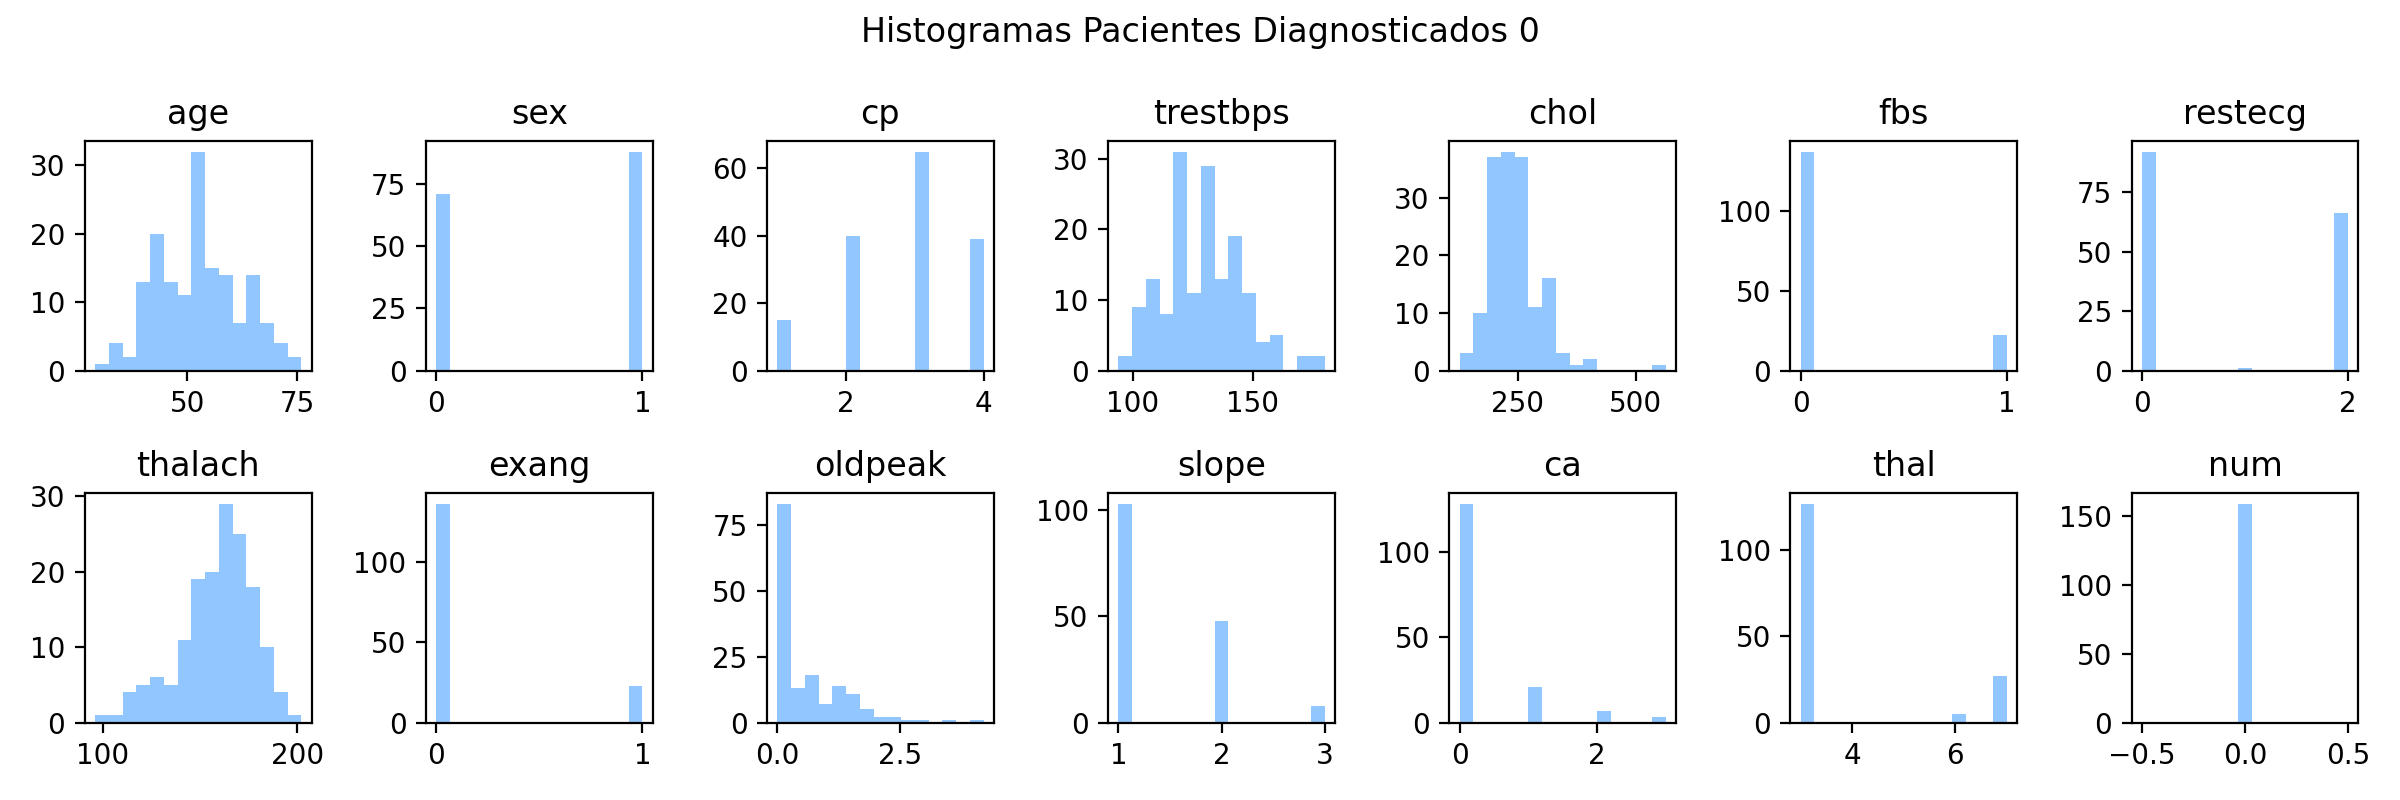 Histogramas Pacientes Diagnosticados 0
age sex cp trestbps chol fbs restecg
30 20 10 0 50 75
75 50 25 0 0 1
60 40 20 0 2 4
30 20 10 0 100 150
30 20 10 0 250 500
100 50 0 0 1
75 50 25 0 0 2
thalach exang oldpeak slope ca thal num
30 20 10 0 100 200
100 50 0 0 1
75 50 25 0 0.0 2.5
100 50 0 1 2 3
100 50 0 0 2
100 50 0 4 6
150 100 50 0 −0.5 0.0 0.5